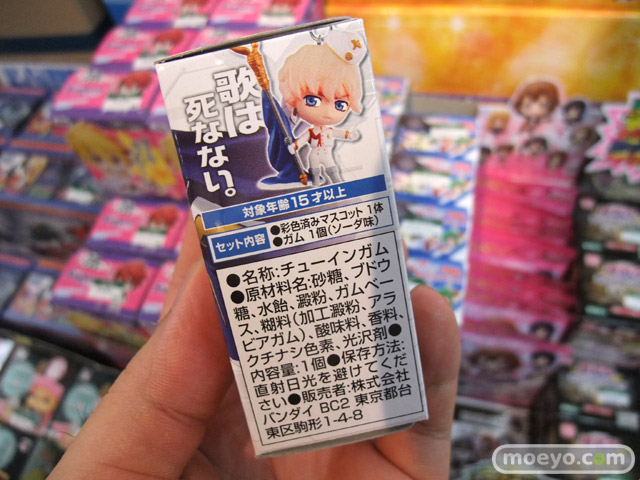 歌は
死なない。
対象年齢15才以上
セット内容
●彩色済みマスコット 1体
●ガム 1個(ソーダ味)
●名称:チューインガム
●原材料名:砂糖、ブドウ
糖、水飴、澱粉、ガムベー
ス、糊料(加工澱粉、アラ
ビアガム)、酸味料、香料、
クチナシ色素、光沢剤●
内容量:1個●保存方法:
直射日光を避けてくだ
さい●販売者:株式会社
バンダイ BC2 東京都台
東区駒形1-4-8
moeyo.com